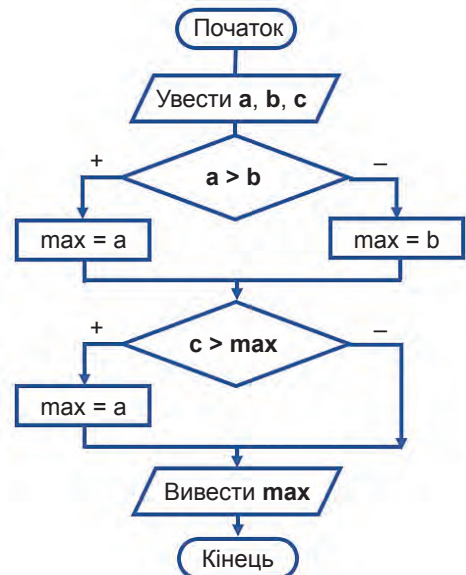 Початок
Увести a, b, c
+
a > b
–
max = a
max = b
+
c > max
–
max = a
Вивести max
Кінець